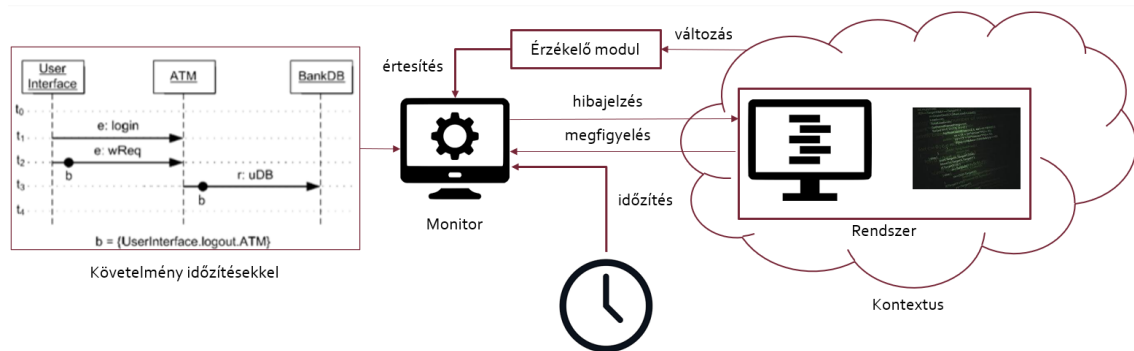 User
Interface
ATM
BankDB
t0
t1
e: login
t2
e: wReq
b
t3
r: uDB
b
t4
b = {UserInterface.logout.ATM}
Követelmény időzítésekkel
Érzékelő modul
változás
értesítés
hibajelzés
megfigyelés
Monitor
időzítés
Rendszer
Kontextus